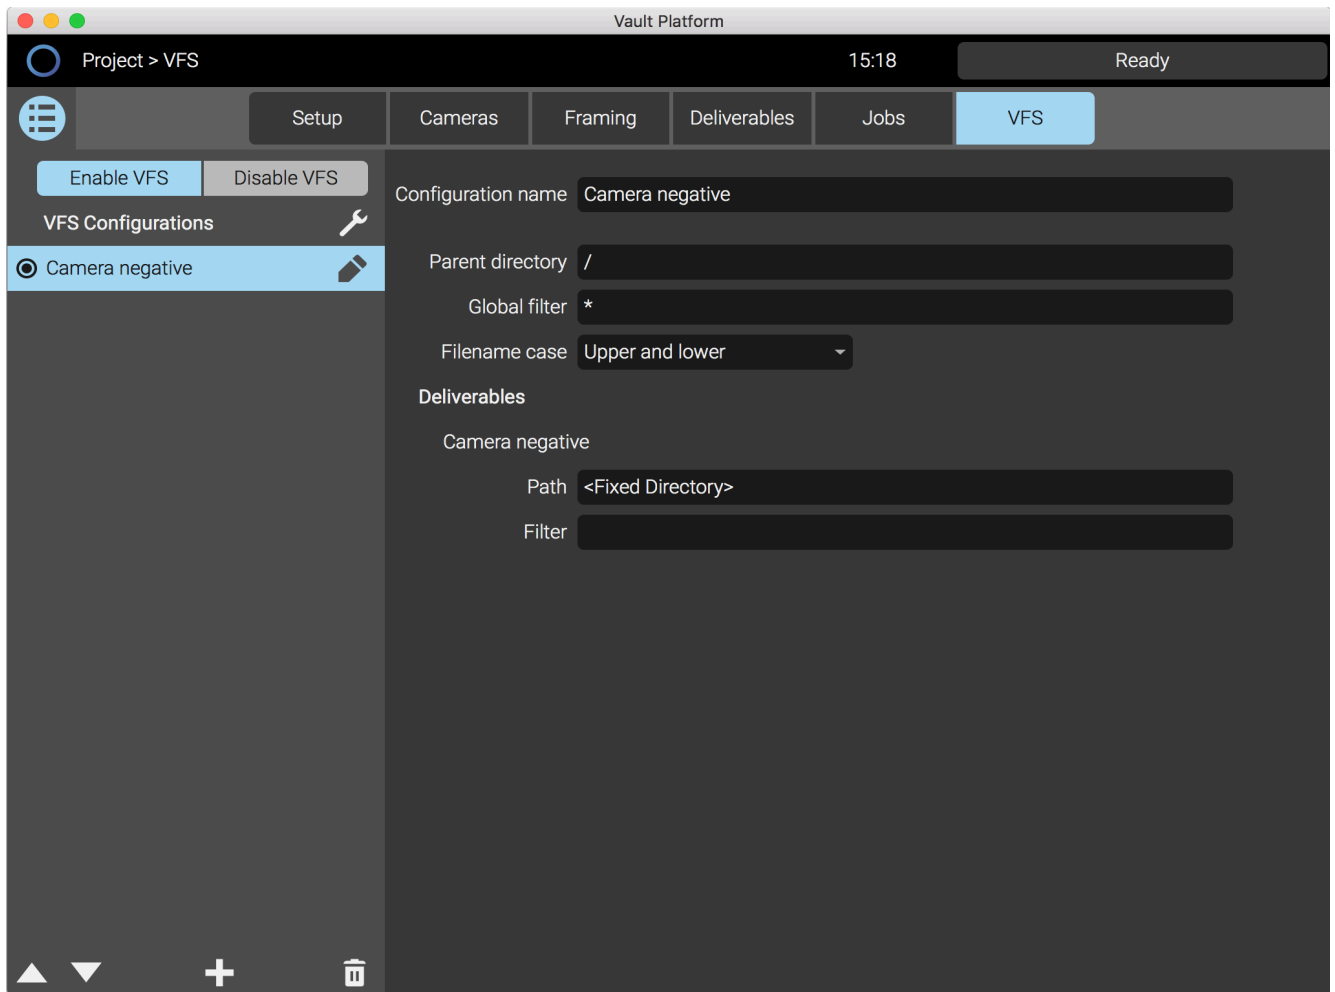 Vault Platform
Project > VFS
15:18
Ready
Setup
Cameras
Framing
Deliverables
Jobs
VFS
Enable VFS
Disable VFS
VFS Configurations
Camera negative
Configuration name
Camera negative
Parent directory
/
Global filter
*
Filename case
Upper and lower
Deliverables
Camera negative
Path
<Fixed Directory>
Filter